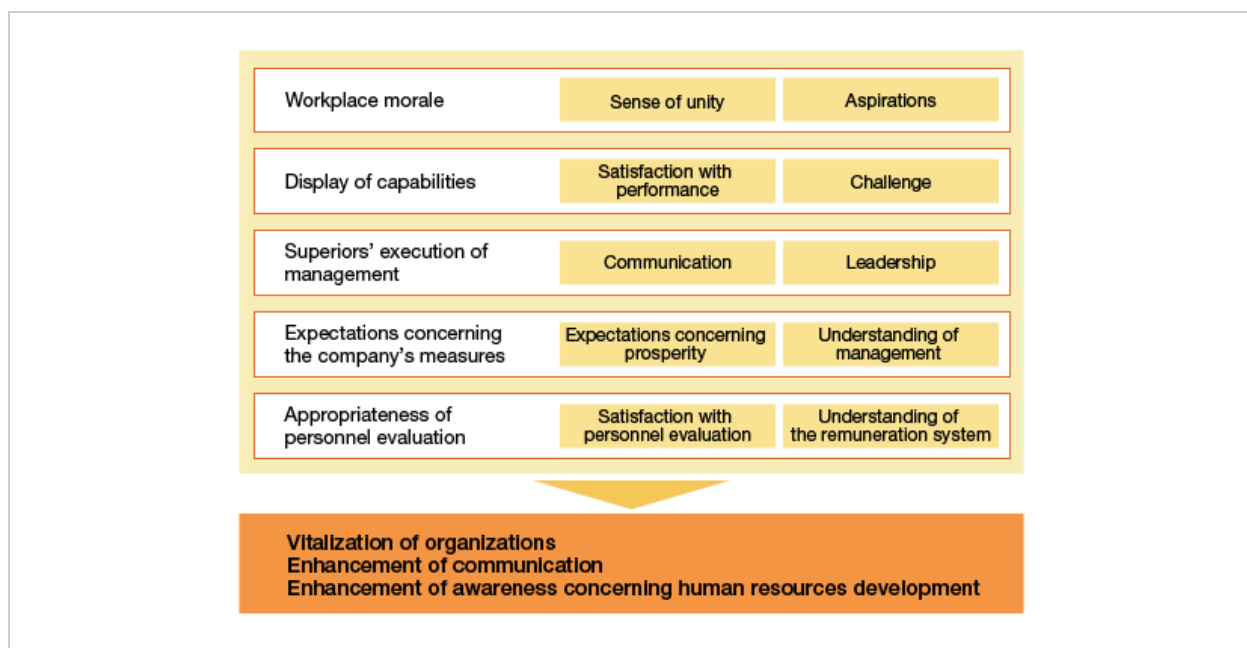 Workplace morale
Sense of unity
Aspirations
Display of capabilities
Satisfaction with
performance
Challenge
Superiors’ execution of
management
Communication
Leadership
Expectations concerning
the company’s measures
Expectations concerning
prosperity
Understanding of
management
Appropriateness of
personnel evaluation
Satisfaction with
personnel evaluation
Understanding of
the remuneration system
Vitalization of organizations
Enhancement of communication
Enhancement of awareness concerning human resources development